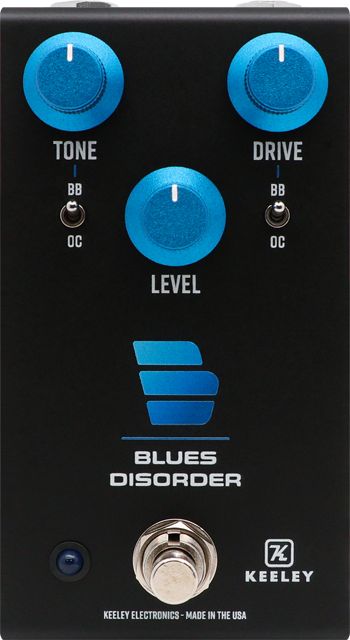 TONE
DRIVE
BB
BB
OC
OC
LEVEL
BLUES
DISORDER
KEELEY
KEELEY ELECTRONICS - MADE IN THE USA